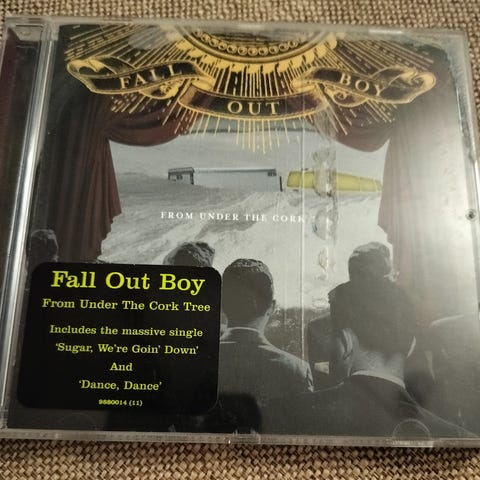 FALL OUT BOY
FROM UNDER THE CORK
Fall Out Boy
From Under The Cork Tree
Includes the massive single
‘Sugar, We're Goin' Down’
And
‘Dance, Dance’
9880014 (11)